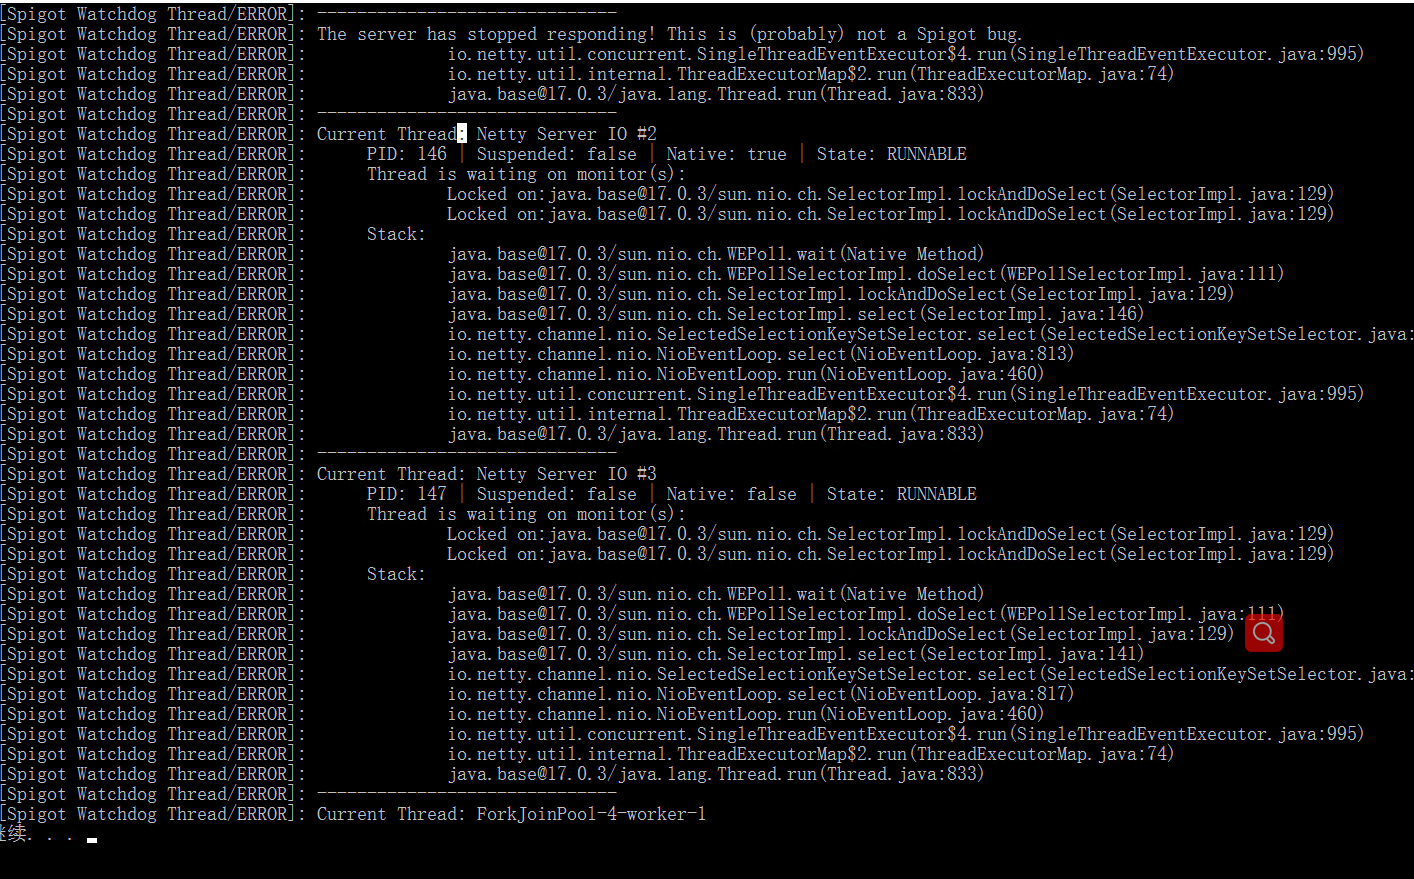 [Spigot Watchdog Thread/ERROR]: ------------------------------
[Spigot Watchdog Thread/ERROR]: The server has stopped responding! This is (probably) not a Spigot bug.
[Spigot Watchdog Thread/ERROR]: io.netty.util.concurrent.SingleThreadEventExecutor$4.run(SingleThreadEventExecutor.java:995)
[Spigot Watchdog Thread/ERROR]: io.netty.util.internal.ThreadExecutorMap$2.run(ThreadExecutorMap.java:74)
[Spigot Watchdog Thread/ERROR]: java.base@17.0.3/java.lang.Thread.run(Thread.java:833)
[Spigot Watchdog Thread/ERROR]: ------------------------------
[Spigot Watchdog Thread/ERROR]: Current Thread: Netty Server IO #2
[Spigot Watchdog Thread/ERROR]: PID: 146 | Suspended: false | Native: true | State: RUNNABLE
[Spigot Watchdog Thread/ERROR]: Thread is waiting on monitor(s):
[Spigot Watchdog Thread/ERROR]: Locked on:java.base@17.0.3/sun.nio.ch.SelectorImpl.lockAndDoSelect(SelectorImpl.java:129)
[Spigot Watchdog Thread/ERROR]: Locked on:java.base@17.0.3/sun.nio.ch.SelectorImpl.lockAndDoSelect(SelectorImpl.java:129)
[Spigot Watchdog Thread/ERROR]: Stack:
[Spigot Watchdog Thread/ERROR]: java.base@17.0.3/sun.nio.ch.WEPoll.wait(Native Method)
[Spigot Watchdog Thread/ERROR]: java.base@17.0.3/sun.nio.ch.WEPollSelectorImpl.doSelect(WEPollSelectorImpl.java:111)
[Spigot Watchdog Thread/ERROR]: java.base@17.0.3/sun.nio.ch.SelectorImpl.lockAndDoSelect(SelectorImpl.java:129)
[Spigot Watchdog Thread/ERROR]: java.base@17.0.3/sun.nio.ch.SelectorImpl.select(SelectorImpl.java:146)
[Spigot Watchdog Thread/ERROR]: io.netty.channel.nio.SelectedSelectionKeySetSelector.select(SelectedSelectionKeySetSelector.java:
[Spigot Watchdog Thread/ERROR]: io.netty.channel.nio.NioEventLoop.select(NioEventLoop.java:813)
[Spigot Watchdog Thread/ERROR]: io.netty.channel.nio.NioEventLoop.run(NioEventLoop.java:460)
[Spigot Watchdog Thread/ERROR]: io.netty.util.concurrent.SingleThreadEventExecutor$4.run(SingleThreadEventExecutor.java:995)
[Spigot Watchdog Thread/ERROR]: io.netty.util.internal.ThreadExecutorMap$2.run(ThreadExecutorMap.java:74)
[Spigot Watchdog Thread/ERROR]: java.base@17.0.3/java.lang.Thread.run(Thread.java:833)
[Spigot Watchdog Thread/ERROR]: ------------------------------
[Spigot Watchdog Thread/ERROR]: Current Thread: Netty Server IO #3
[Spigot Watchdog Thread/ERROR]: PID: 147 | Suspended: false | Native: false | State: RUNNABLE
[Spigot Watchdog Thread/ERROR]: Thread is waiting on monitor(s):
[Spigot Watchdog Thread/ERROR]: Locked on:java.base@17.0.3/sun.nio.ch.SelectorImpl.lockAndDoSelect(SelectorImpl.java:129)
[Spigot Watchdog Thread/ERROR]: Locked on:java.base@17.0.3/sun.nio.ch.SelectorImpl.lockAndDoSelect(SelectorImpl.java:129)
[Spigot Watchdog Thread/ERROR]: Stack:
[Spigot Watchdog Thread/ERROR]: java.base@17.0.3/sun.nio.ch.WEPoll.wait(Native Method)
[Spigot Watchdog Thread/ERROR]: java.base@17.0.3/sun.nio.ch.WEPollSelectorImpl.doSelect(WEPollSelectorImpl.java:111)
[Spigot Watchdog Thread/ERROR]: java.base@17.0.3/sun.nio.ch.SelectorImpl.lockAndDoSelect(SelectorImpl.java:129)
[Spigot Watchdog Thread/ERROR]: java.base@17.0.3/sun.nio.ch.SelectorImpl.select(SelectorImpl.java:141)
[Spigot Watchdog Thread/ERROR]: io.netty.channel.nio.SelectedSelectionKeySetSelector.select(SelectedSelectionKeySetSelector.java:
[Spigot Watchdog Thread/ERROR]: io.netty.channel.nio.NioEventLoop.select(NioEventLoop.java:817)
[Spigot Watchdog Thread/ERROR]: io.netty.channel.nio.NioEventLoop.run(NioEventLoop.java:460)
[Spigot Watchdog Thread/ERROR]: io.netty.util.concurrent.SingleThreadEventExecutor$4.run(SingleThreadEventExecutor.java:995)
[Spigot Watchdog Thread/ERROR]: io.netty.util.internal.ThreadExecutorMap$2.run(ThreadExecutorMap.java:74)
[Spigot Watchdog Thread/ERROR]: java.base@17.0.3/java.lang.Thread.run(Thread.java:833)
[Spigot Watchdog Thread/ERROR]: ------------------------------
[Spigot Watchdog Thread/ERROR]: Current Thread: ForkJoinPool-4-worker-1
继续. . .